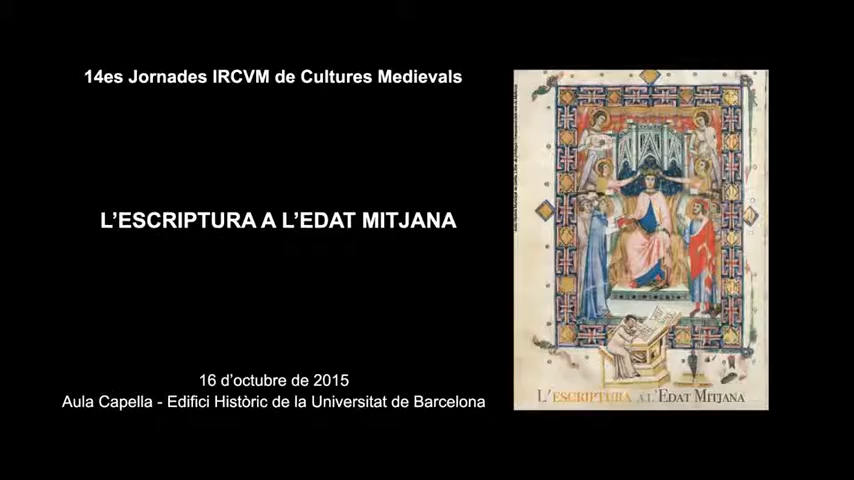 14es Jornades IRCVM de Cultures Medievals
L'ESCRIPTURA A L'EDAT MITJANA
16 d'octubre de 2015
Aula Capella - Edifici Històric de la Universitat de Barcelona
L'ESCRIPTURA A L'EDAT MITJANA